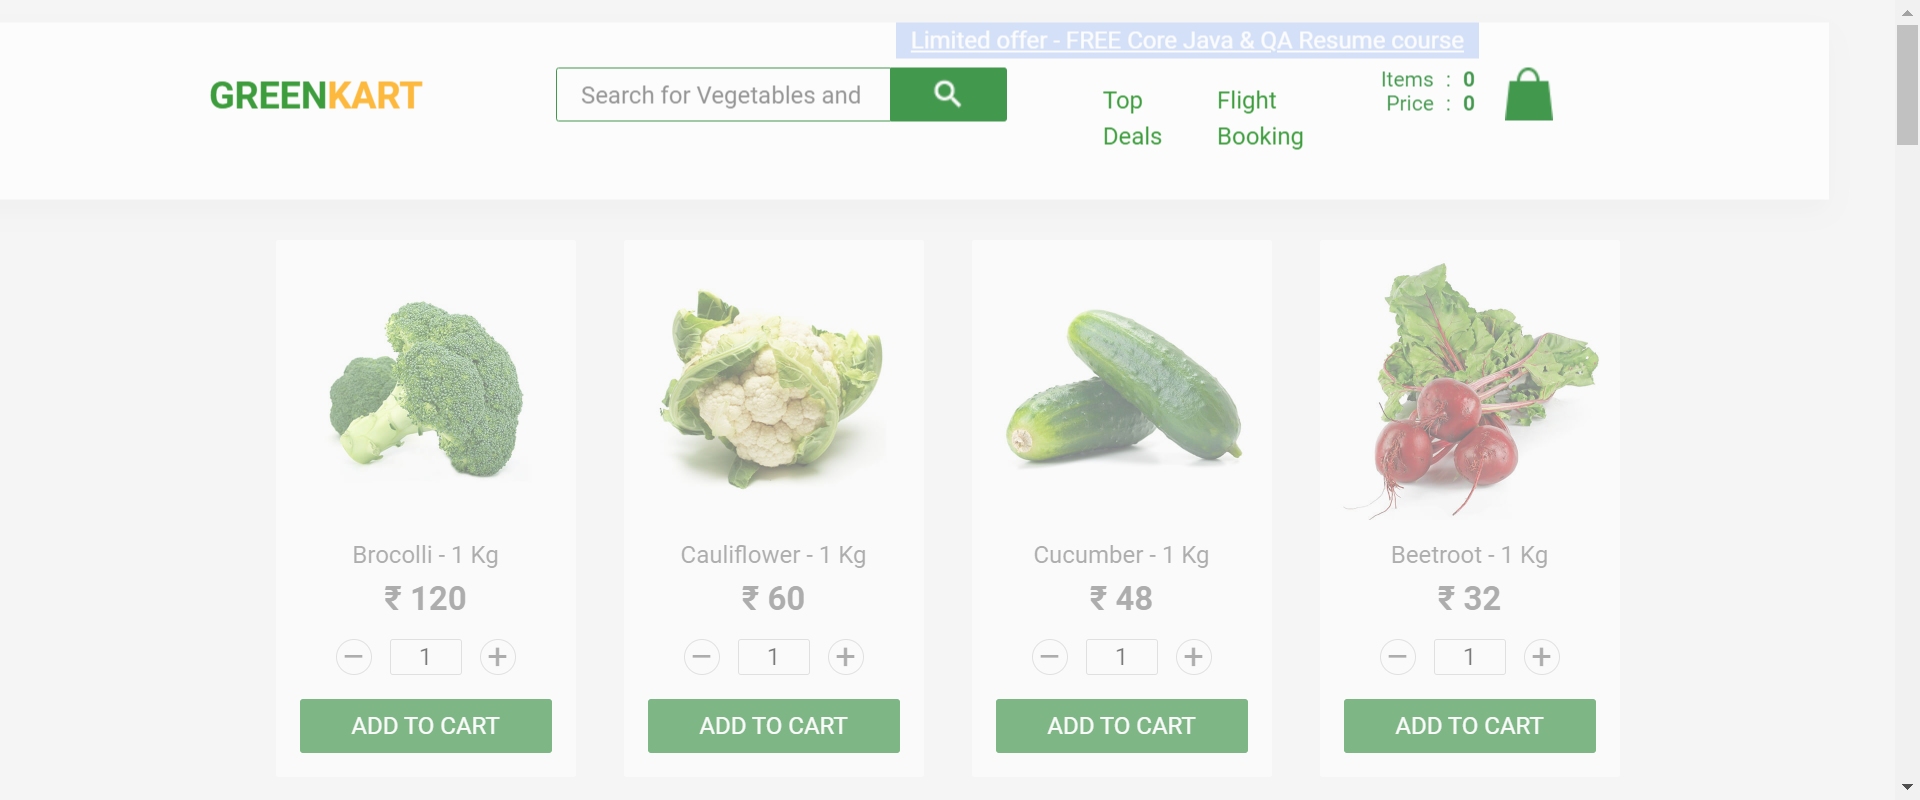 Limited offer - FREE Core Java & QA Resume course
GREENKART
Search for Vegetables and
Top Deals
Flight Booking
Items : 0
Price : 0
Brocolli - 1 Kg
₹ 120
1
ADD TO CART
Cauliflower - 1 Kg
₹ 60
1
ADD TO CART
Cucumber - 1 Kg
₹ 48
1
ADD TO CART
Beetroot - 1 Kg
₹ 32
1
ADD TO CART